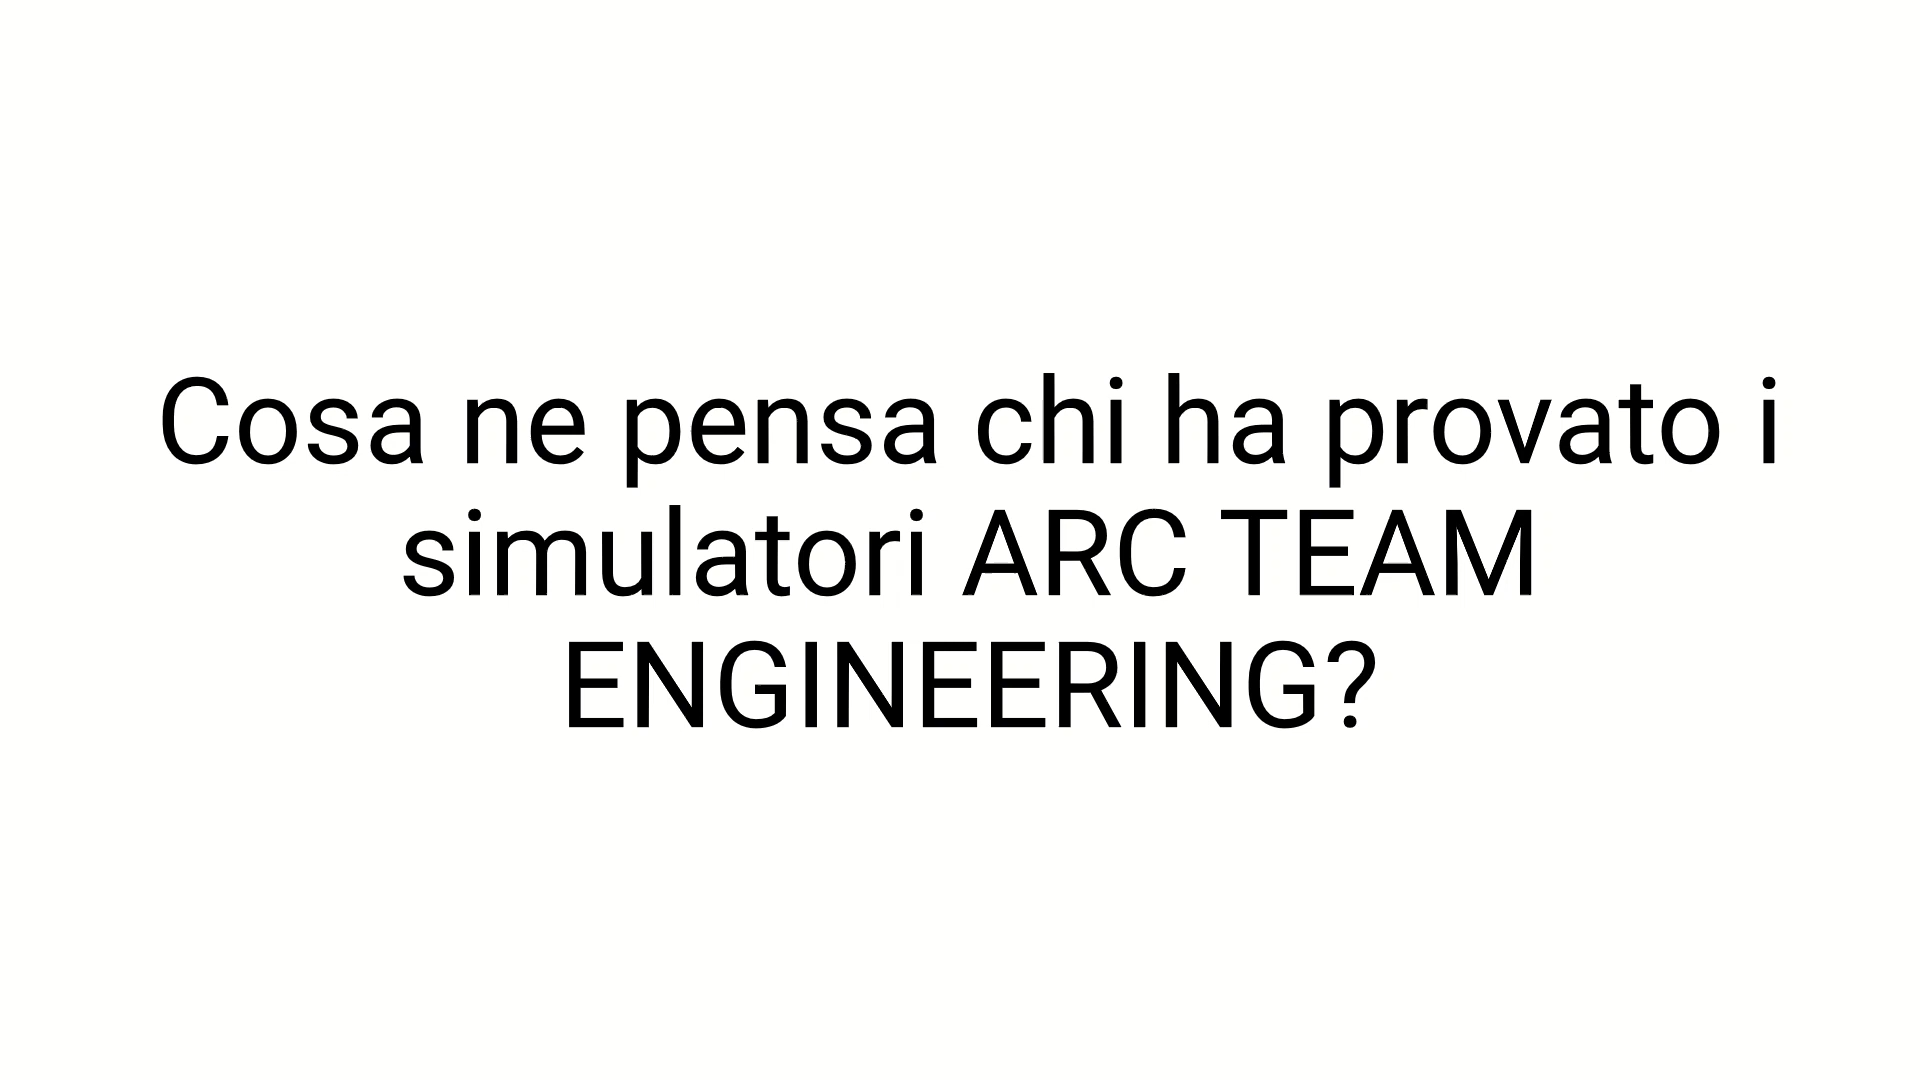 Cosa ne pensa chi ha provato i
simulatori ARC TEAM
ENGINEERING?